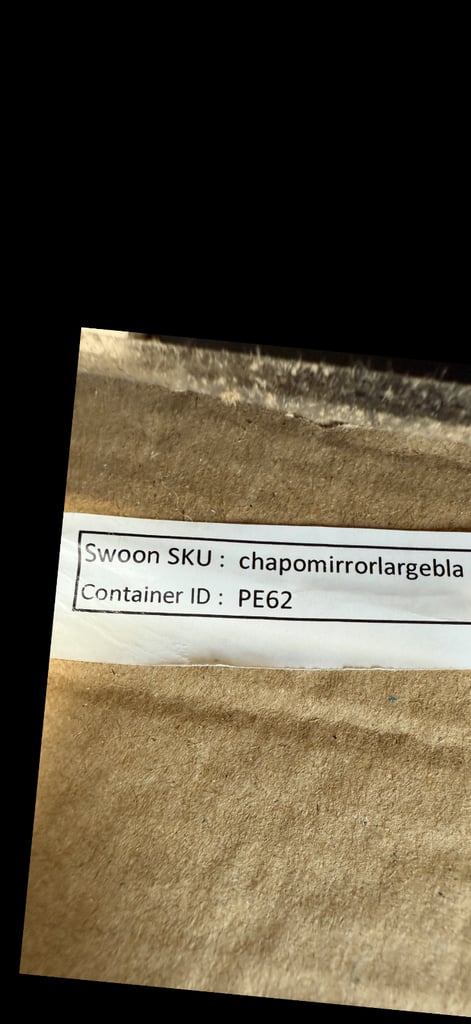 Swoon SKU : chapomirrorlargebla
Container ID : PE62